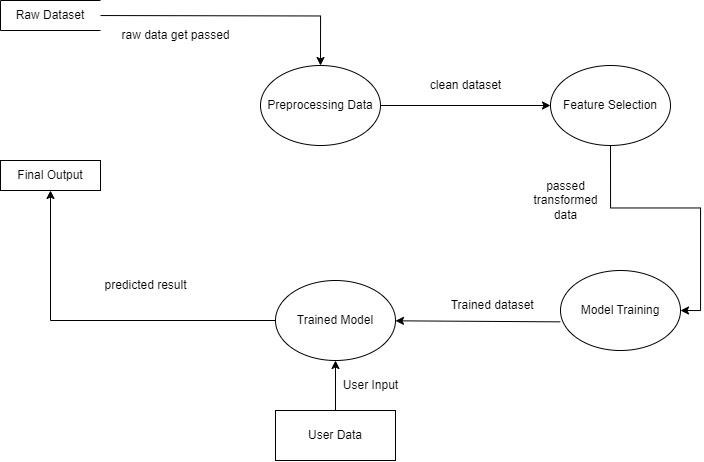 Raw Dataset
raw data get passed
Preprocessing Data
clean dataset
Feature Selection
passed
transformed
data
Final Output
predicted result
Trained Model
Trained dataset
Model Training
User Input
User Data